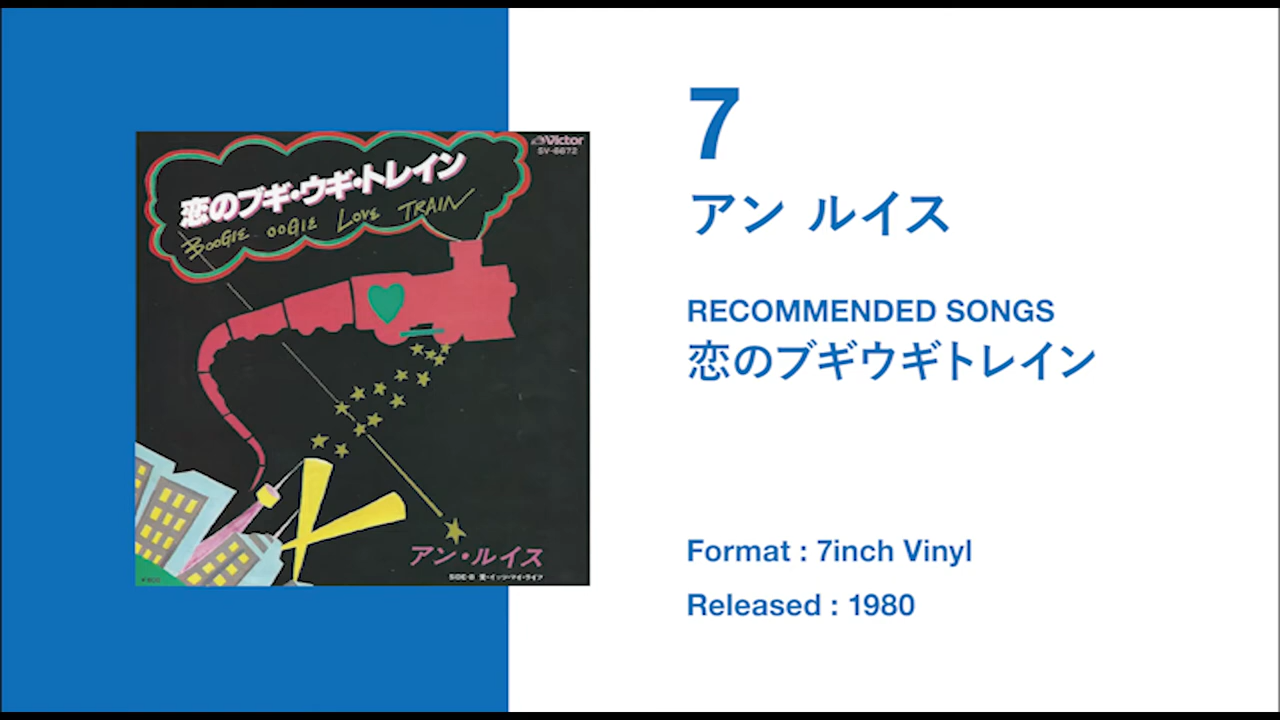 Victor
SV-6672
恋のブギ・ウギ・トレイン
BOOGIE OOGIE LOVE TRAIN
アン・ルイス
7
アン ルイス
RECOMMENDED SONGS
恋のブギウギトレイン
Format : 7inch Vinyl
Released : 1980